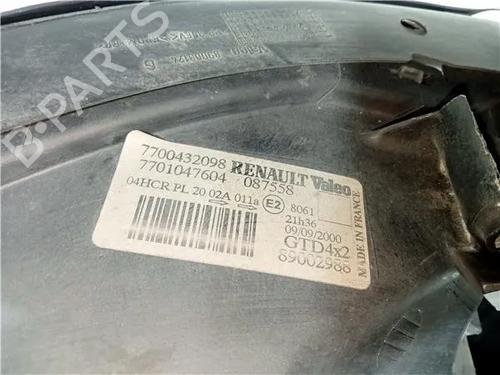 B-PARTS
7700432098 RENAULT Valeo
7701047604 087558
04HCR PL 20 02A 011a E2 8061
21h36
09/09/2000
GTD4x2
89002988
MADE IN FRANCE